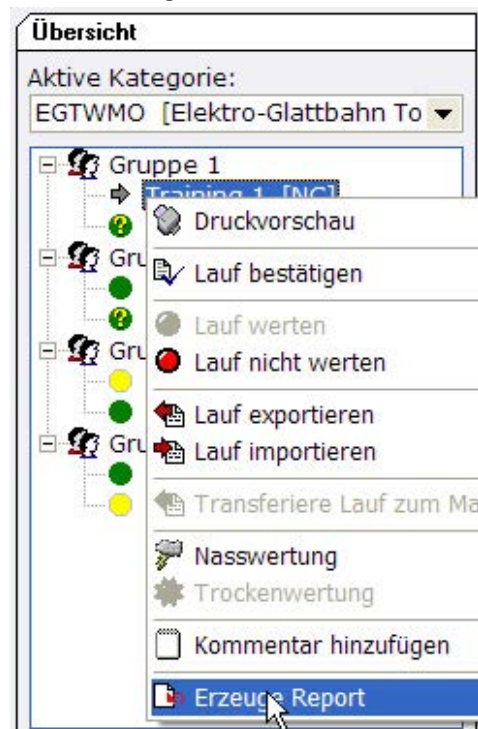 Übersicht
Aktive Kategorie:
EGTWMO [Elektro-Glattbahn To
Gruppe 1
Training 1 [NC]
Druckvorschau
Gru
Lauf bestätigen
Lauf werten
Gru
Lauf nicht werten
Lauf exportieren
Gru
Lauf importieren
Transferiere Lauf zum Ma
Nasswertung
Trockenwertung
Kommentar hinzufügen
Erzeuge Report